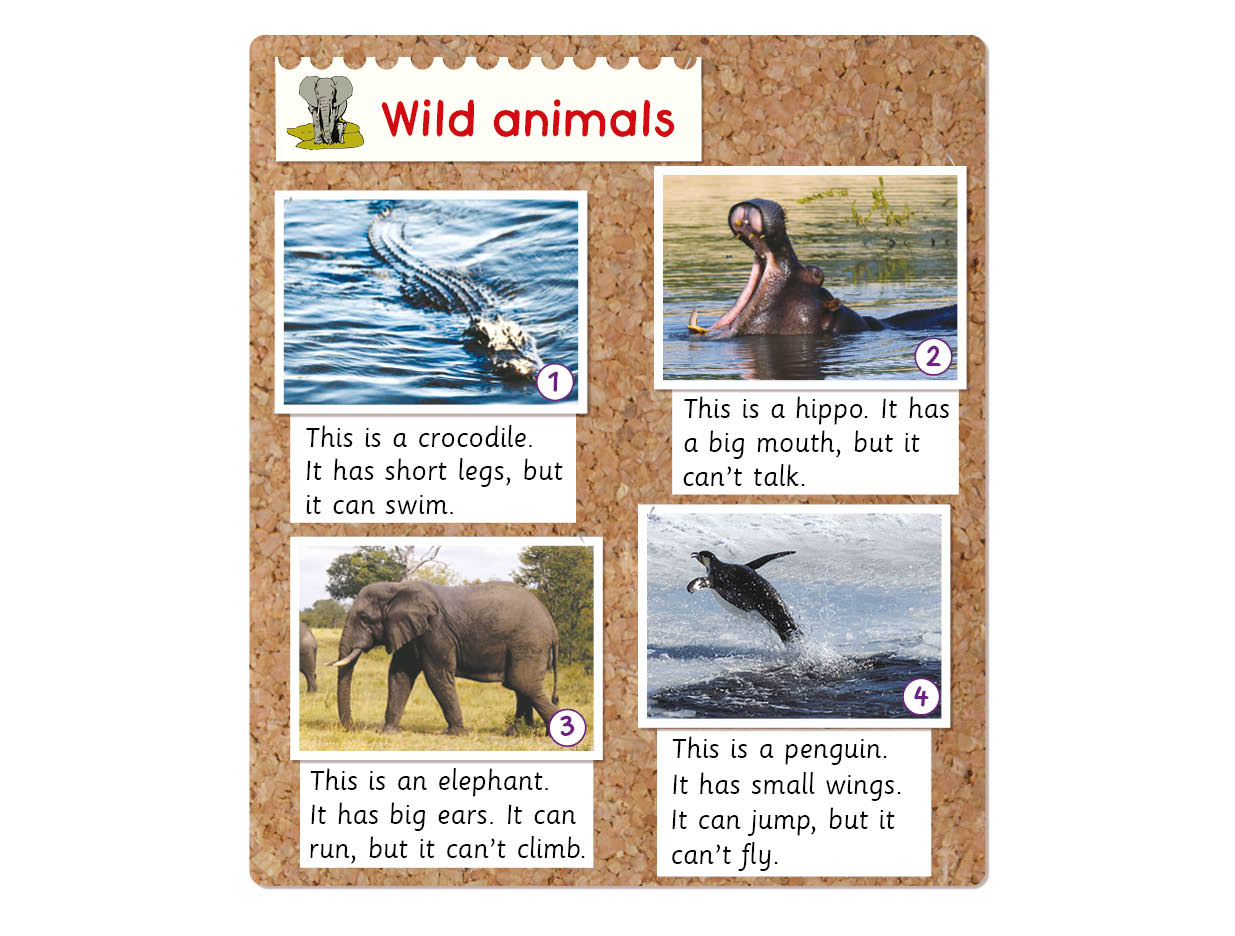 Wild animals
1
This is a crocodile.
It has short legs, but
it can swim.
2
This is a hippo. It has
a big mouth, but it
can't talk.
3
This is an elephant.
It has big ears. It can
run, but it can't climb.
4
This is a penguin.
It has small wings.
It can jump, but it
can't fly.